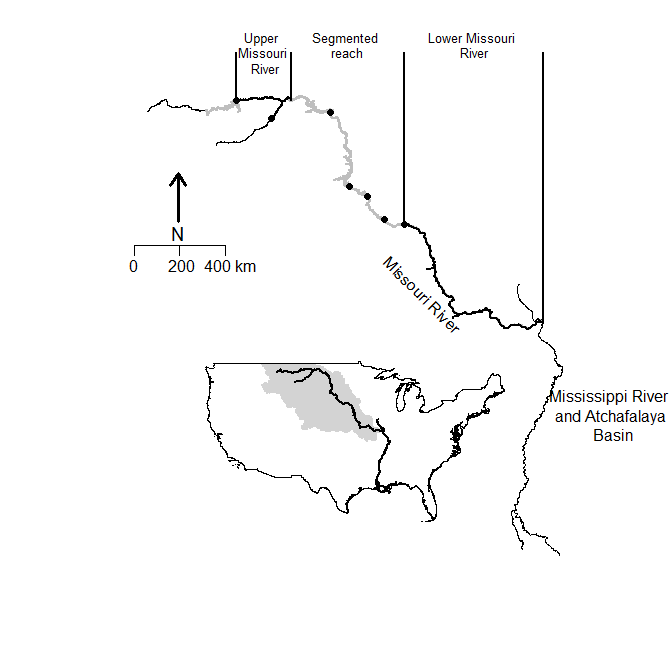 Upper
Missouri
River
Segmented
reach
Lower Missouri
River
N
0 200 400 km
Missouri River
Mississippi River
and Atchafalaya
Basin